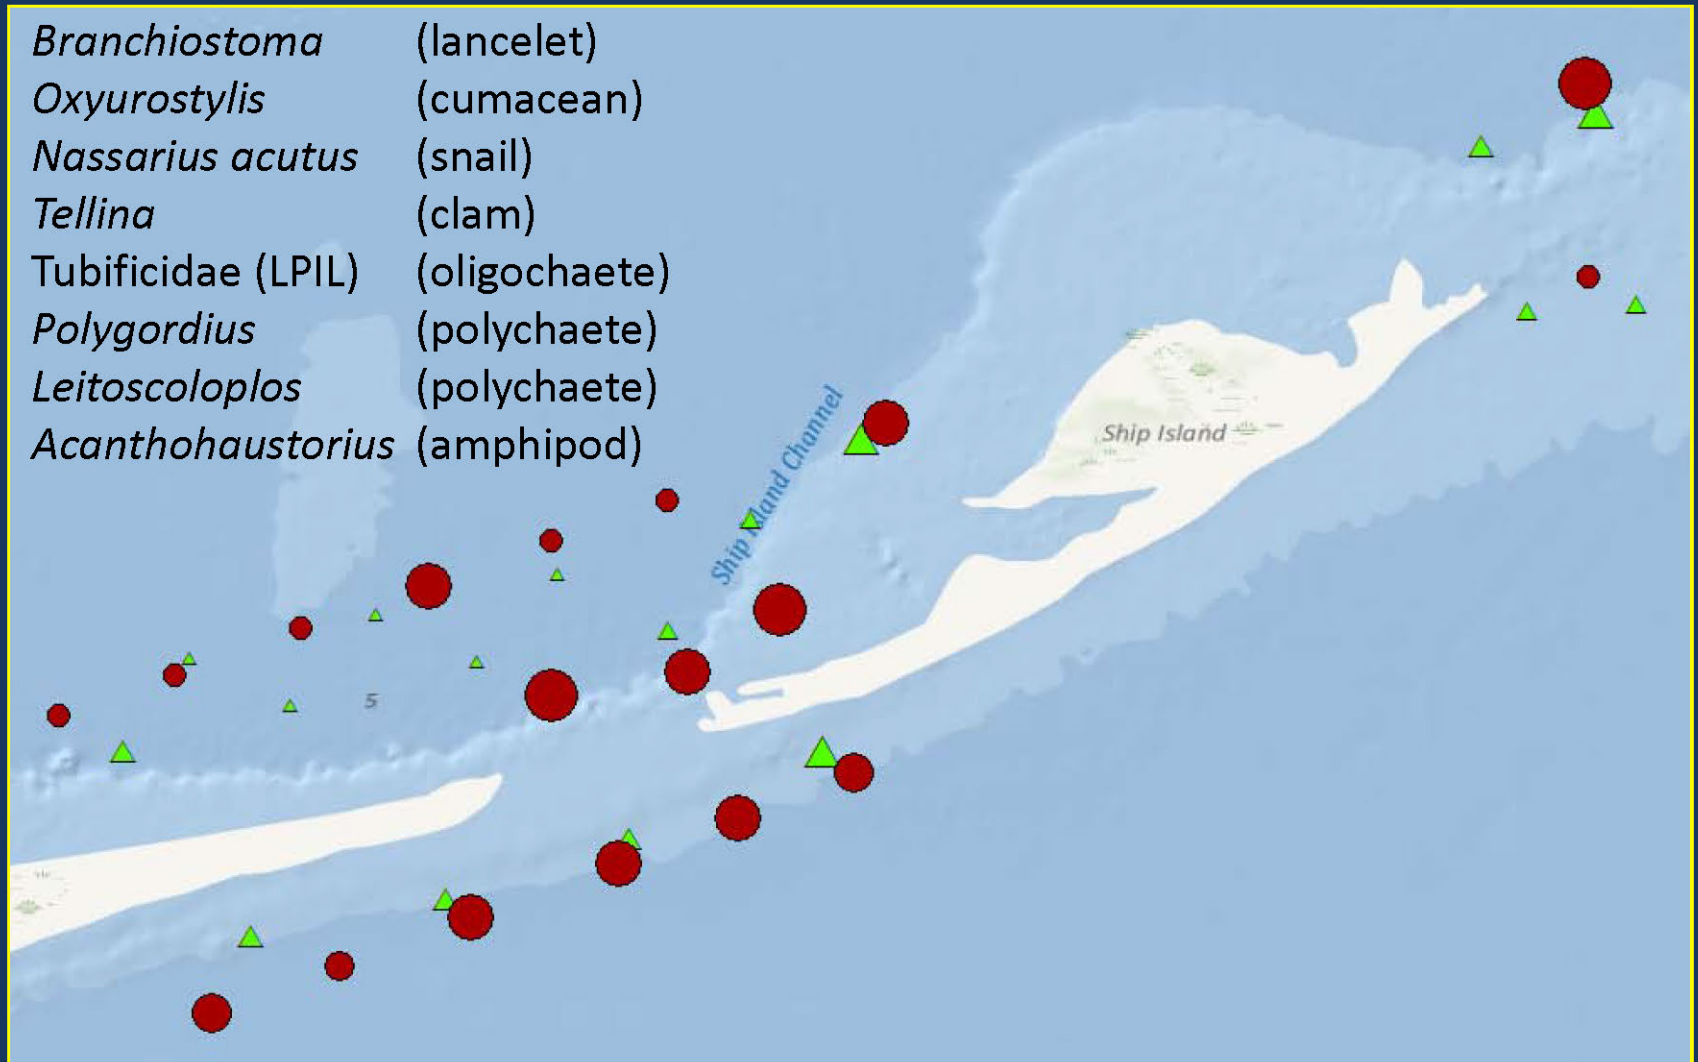 Branchiostoma (lancelet)
Oxyurostylis (cumacean)
Nassarius acutus (snail)
Tellina (clam)
Tubificidae (LPIL) (oligochaete)
Polygordius (polychaete)
Leitoscoloplos (polychaete)
Acanthohaustorius (amphipod)
Ship Island Channel
Ship Island
5